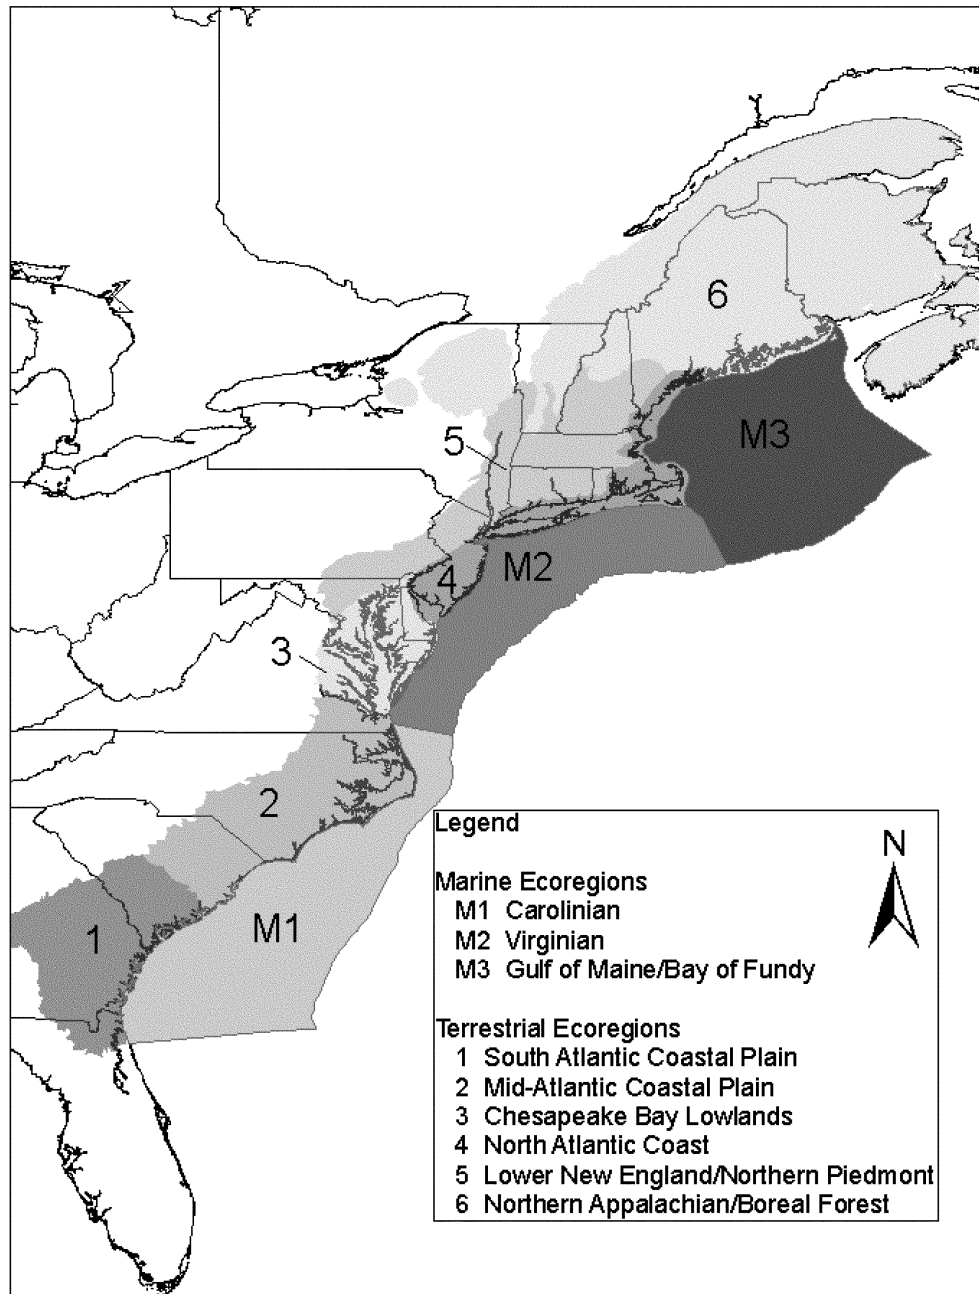 6
M3
5
M2
4
3
2
M1
1
N
Legend
Marine Ecoregions
M1 Carolinian
M2 Virginian
M3 Gulf of Maine/Bay of Fundy
Terrestrial Ecoregions
1 South Atlantic Coastal Plain
2 Mid-Atlantic Coastal Plain
3 Chesapeake Bay Lowlands
4 North Atlantic Coast
5 Lower New England/Northern Piedmont
6 Northern Appalachian/Boreal Forest